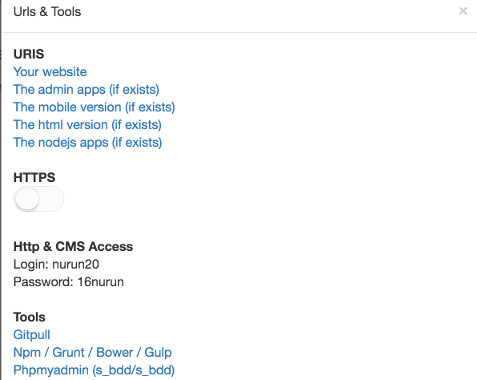 Urls & Tools
×
URIS
Your website
The admin apps (if exists)
The mobile version (if exists)
The html version (if exists)
The nodejs apps (if exists)
HTTPS
Http & CMS Access
Login: nurun20
Password: 16nurun
Tools
Gitpull
Npm / Grunt / Bower / Gulp
Phpmyadmin (s_bdd/s_bdd)